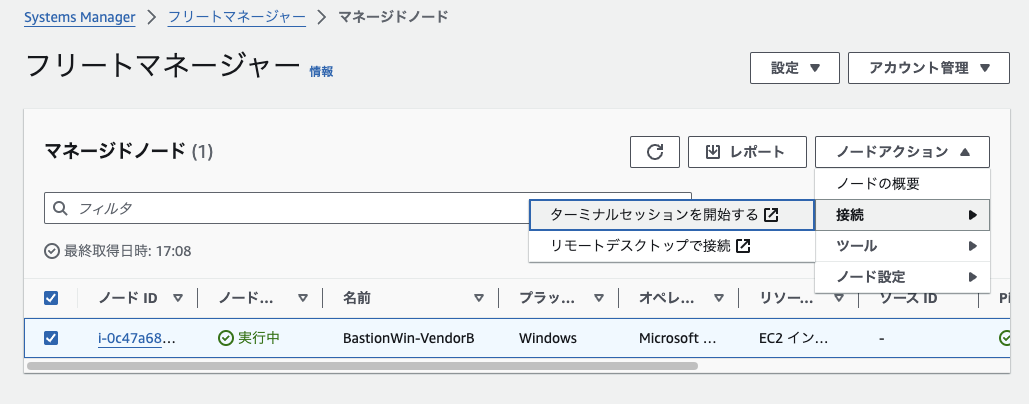 Systems Manager > フリートマネージャー > マネージドノード
フリートマネージャー 情報
設定 ▼
アカウント管理 ▼
マネージドノード (1)
レポート
ノードアクション ▲
ノードの概要
フィルタ
ターミナルセッションを開始する
接続
リモートデスクトップで接続
ツール
最終取得日時: 17:08
ノード設定
ノード ID ノード… 名前 プラッ… オペレ… リソー… ソース ID
i-0c47a68… 実行中 BastionWin-VendorB Windows Microsoft … EC2 イン… -